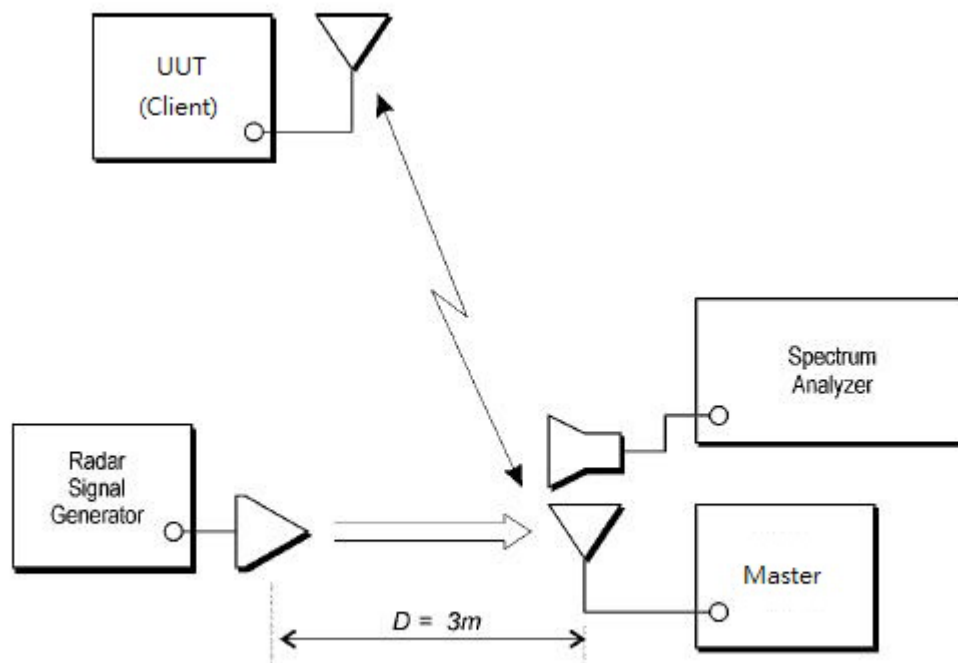 UUT
(Client)
Spectrum
Analyzer
Radar
Signal
Generator
Master
D = 3m